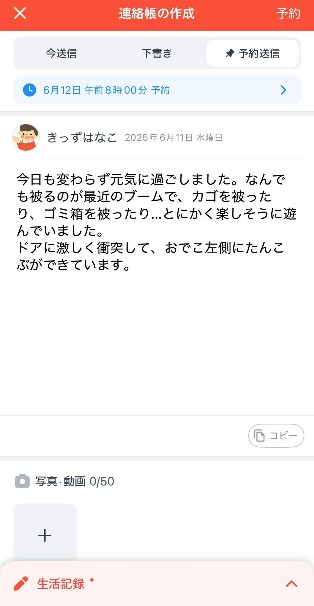 連絡帳の作成
予約
今送信
下書き
予約送信
6月12日 午前8時00分 予約
きっずはなこ 2025年6月11日 水曜日
今日も変わらず元気に過ごしました。なんで
も被るのが最近のブームで、カゴを被った
り、ゴミ箱を被ったり...とにかく楽しそうに遊
んでいました。
ドアに激しく衝突して、おでこ左側にたんこ
ぶができています。
コピー
写真·動画 0/50
生活記録 *